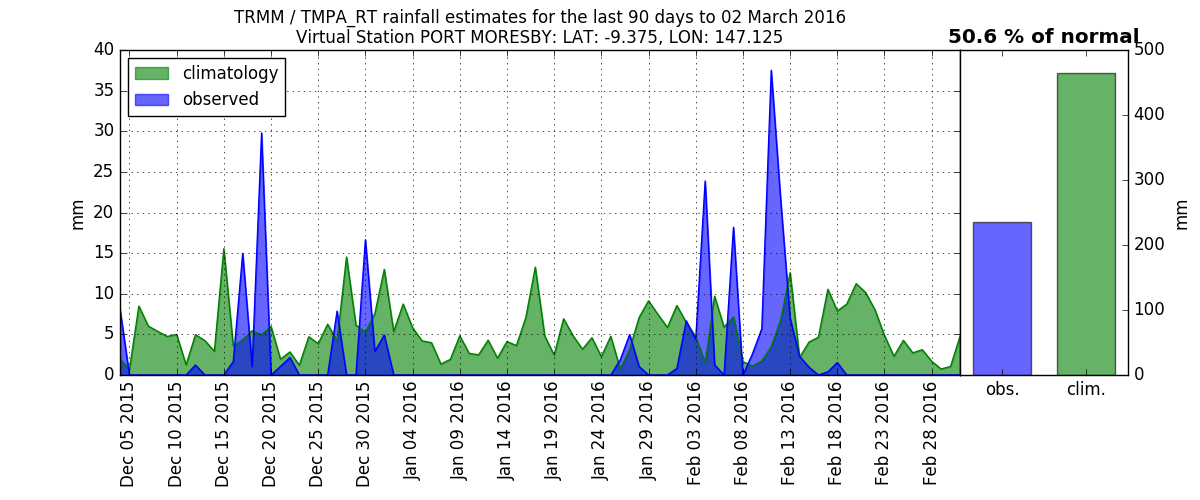 TRMM / TMPA_RT rainfall estimates for the last 90 days to 02 March 2016
Virtual Station PORT MORESBY: LAT: -9.375, LON: 147.125
50.6 % of normal
climatology
observed
mm
40
35
30
25
20
15
10
5
0
Dec 05 2015
Dec 10 2015
Dec 15 2015
Dec 20 2015
Dec 25 2015
Dec 30 2015
Jan 04 2016
Jan 09 2016
Jan 14 2016
Jan 19 2016
Jan 24 2016
Jan 29 2016
Feb 03 2016
Feb 08 2016
Feb 13 2016
Feb 18 2016
Feb 23 2016
Feb 28 2016
obs.
clim.
500
400
300
200
100
0
mm